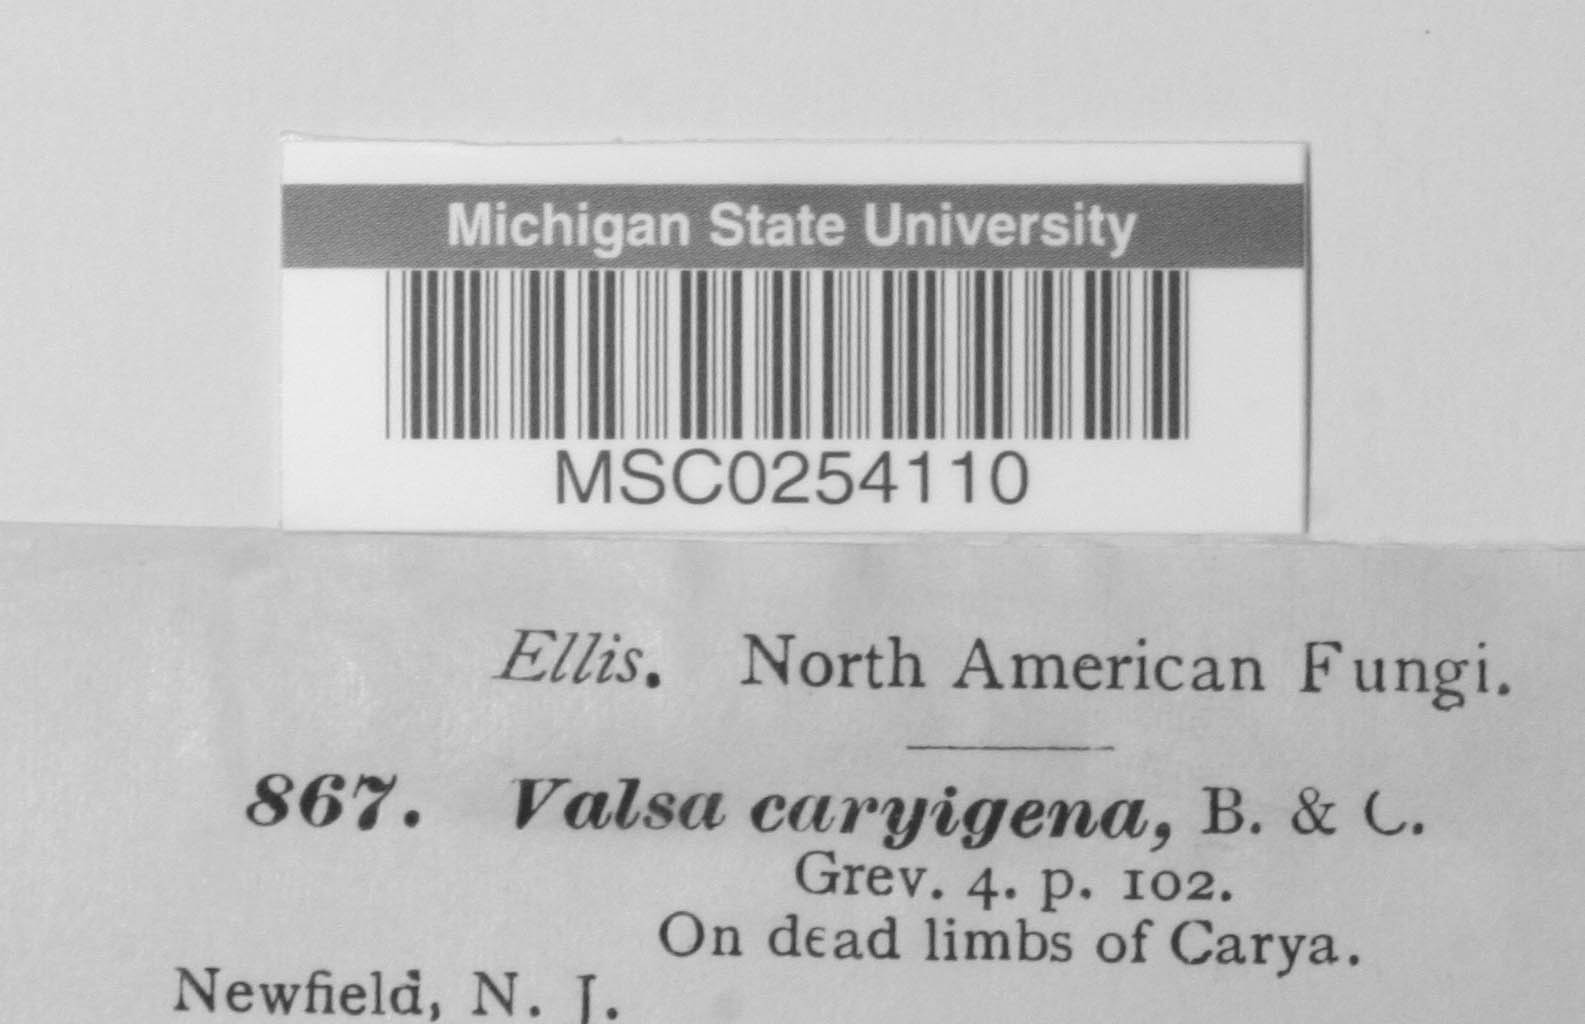 Michigan State University
MSC0254110
Ellis. North American Fungi.
867. Valsa caryigena, B. & C.
Grev. 4. p. 102.
On dead limbs of Carya.
Newfield, N. J.